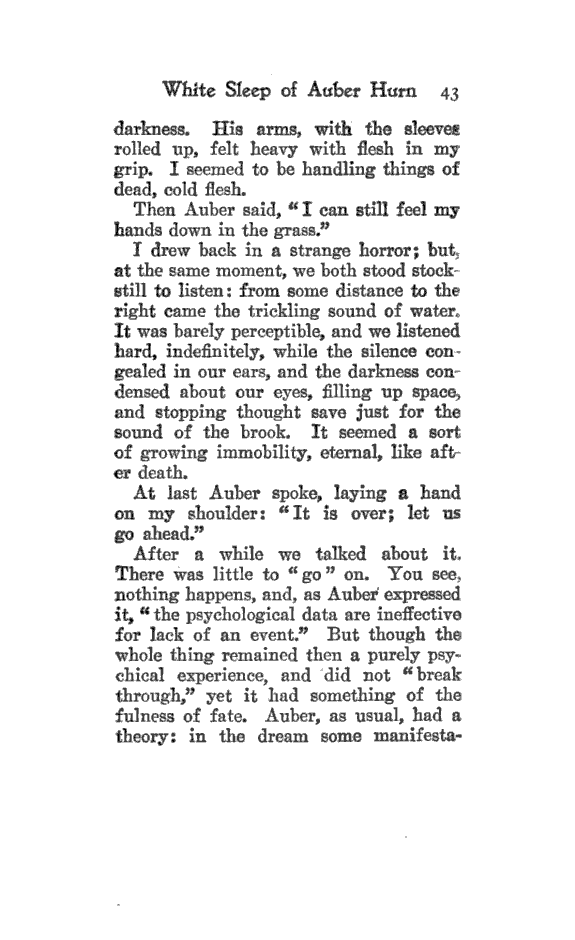 White Sleep of Auber Hurn 43
darkness. His arms, with the sleeves
rolled up, felt heavy with flesh in my
grip. I seemed to be handling things of
dead, cold flesh.
Then Auber said, “I can still feel my
hands down in the grass.”
I drew back in a strange horror; but,
at the same moment, we both stood stock-
still to listen: from some distance to the
right came the trickling sound of water.
It was barely perceptible, and we listened
hard, indefinitely, while the silence con-
gealed in our ears, and the darkness con-
densed about our eyes, filling up space,
and stopping thought save just for the
sound of the brook. It seemed a sort
of growing immobility, eternal, like aft-
er death.
At last Auber spoke, laying a hand
on my shoulder: “It is over; let us
go ahead.”
After a while we talked about it.
There was little to “go” on. You see,
nothing happens, and, as Auber expressed
it, “the psychological data are ineffective
for lack of an event.” But though the
whole thing remained then a purely psy-
chical experience, and did not “break
through,” yet it had something of the
fulness of fate. Auber, as usual, had a
theory: in the dream some manifesta-